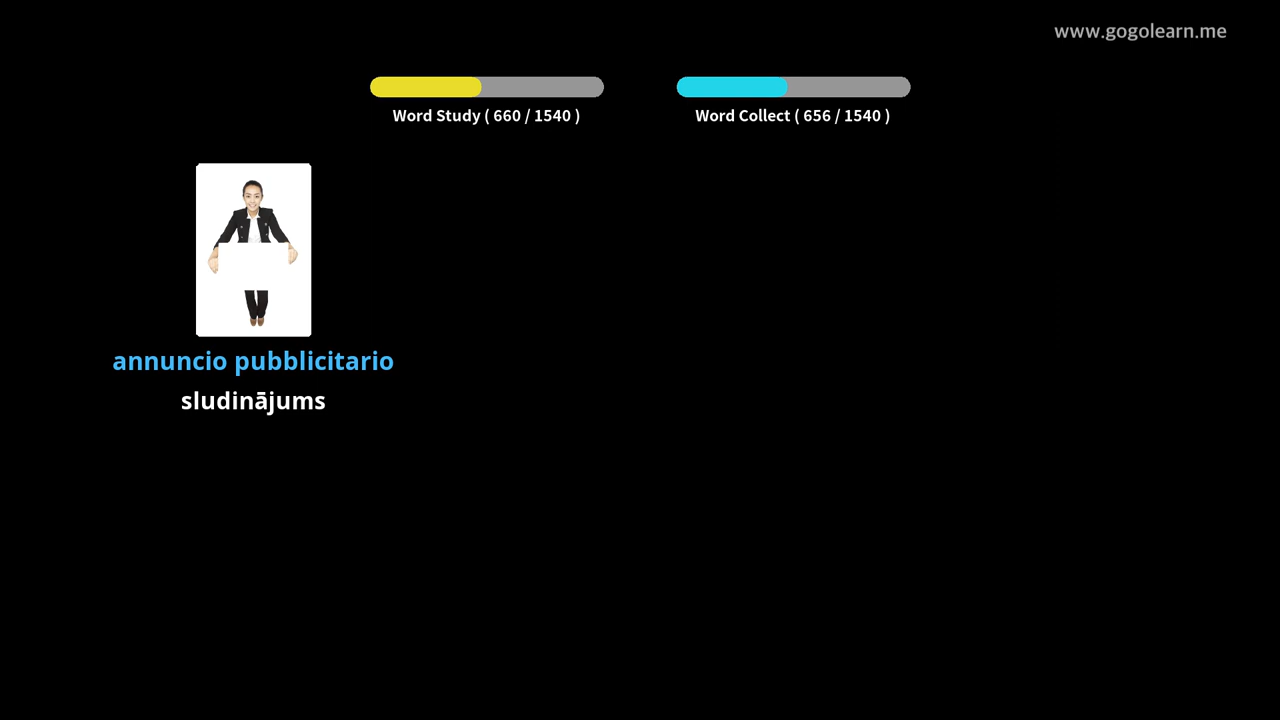 www.gogolearn.me
Word Study ( 660 / 1540 )
Word Collect ( 656 / 1540 )
annuncio pubblicitario
sludinājums